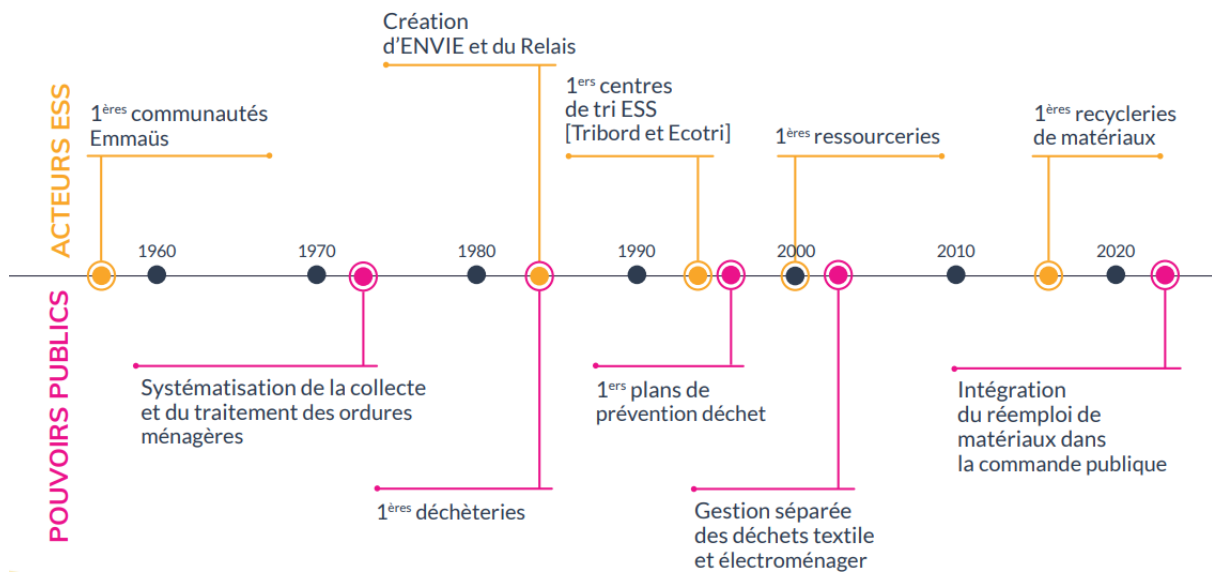 ACTEURS ESS
Création
d'ENVIE et du Relais
1ères communautés
Emmaüs
1ers centres
de tri ESS
[Tribord et Ecotri]
1ères ressourceries
1ères recycleries
de matériaux
1960
1970
1980
1990
2000
2010
2020
POUVOIRS PUBLICS
Systématisation de la collecte
et du traitement des ordures
ménagères
1ères déchèteries
1ers plans de
prévention déchet
Gestion séparée
des déchets textile
et électroménager
Intégration
du réemploi de
matériaux dans
la commande publique